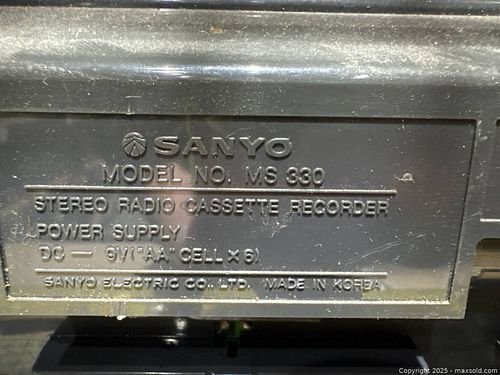 SANYO
MODEL NO. MS 330
STEREO RADIO CASSETTE RECORDER
POWER SUPPLY
DC — 9V("AA" CELL X 6)
SANYO ELECTRIC CO., LTD. MADE IN KOREA
Copyright 2025 - maxsold.com